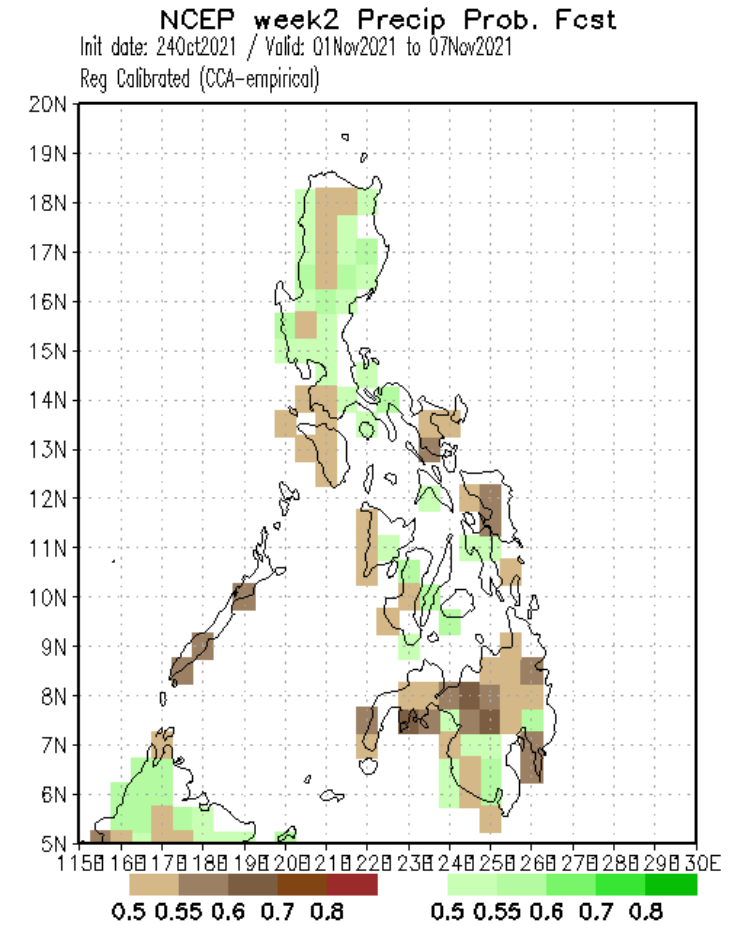 NCEP week2 Precip Prob. Fcst
Init date: 24Oct2021 / Valid: 01Nov2021 to 07Nov2021
Reg Calibrated (CCA-empirical)
20N
19N
18N
17N
16N
15N
14N
13N
12N
11N
10N
9N
8N
7N
6N
5N
115E 116E 117E 118E 119E 120E 121E 122E 123E 124E 125E 126E 127E 128E 129E 130E
0.5 0.55 0.6 0.7 0.8 0.5 0.55 0.6 0.7 0.8